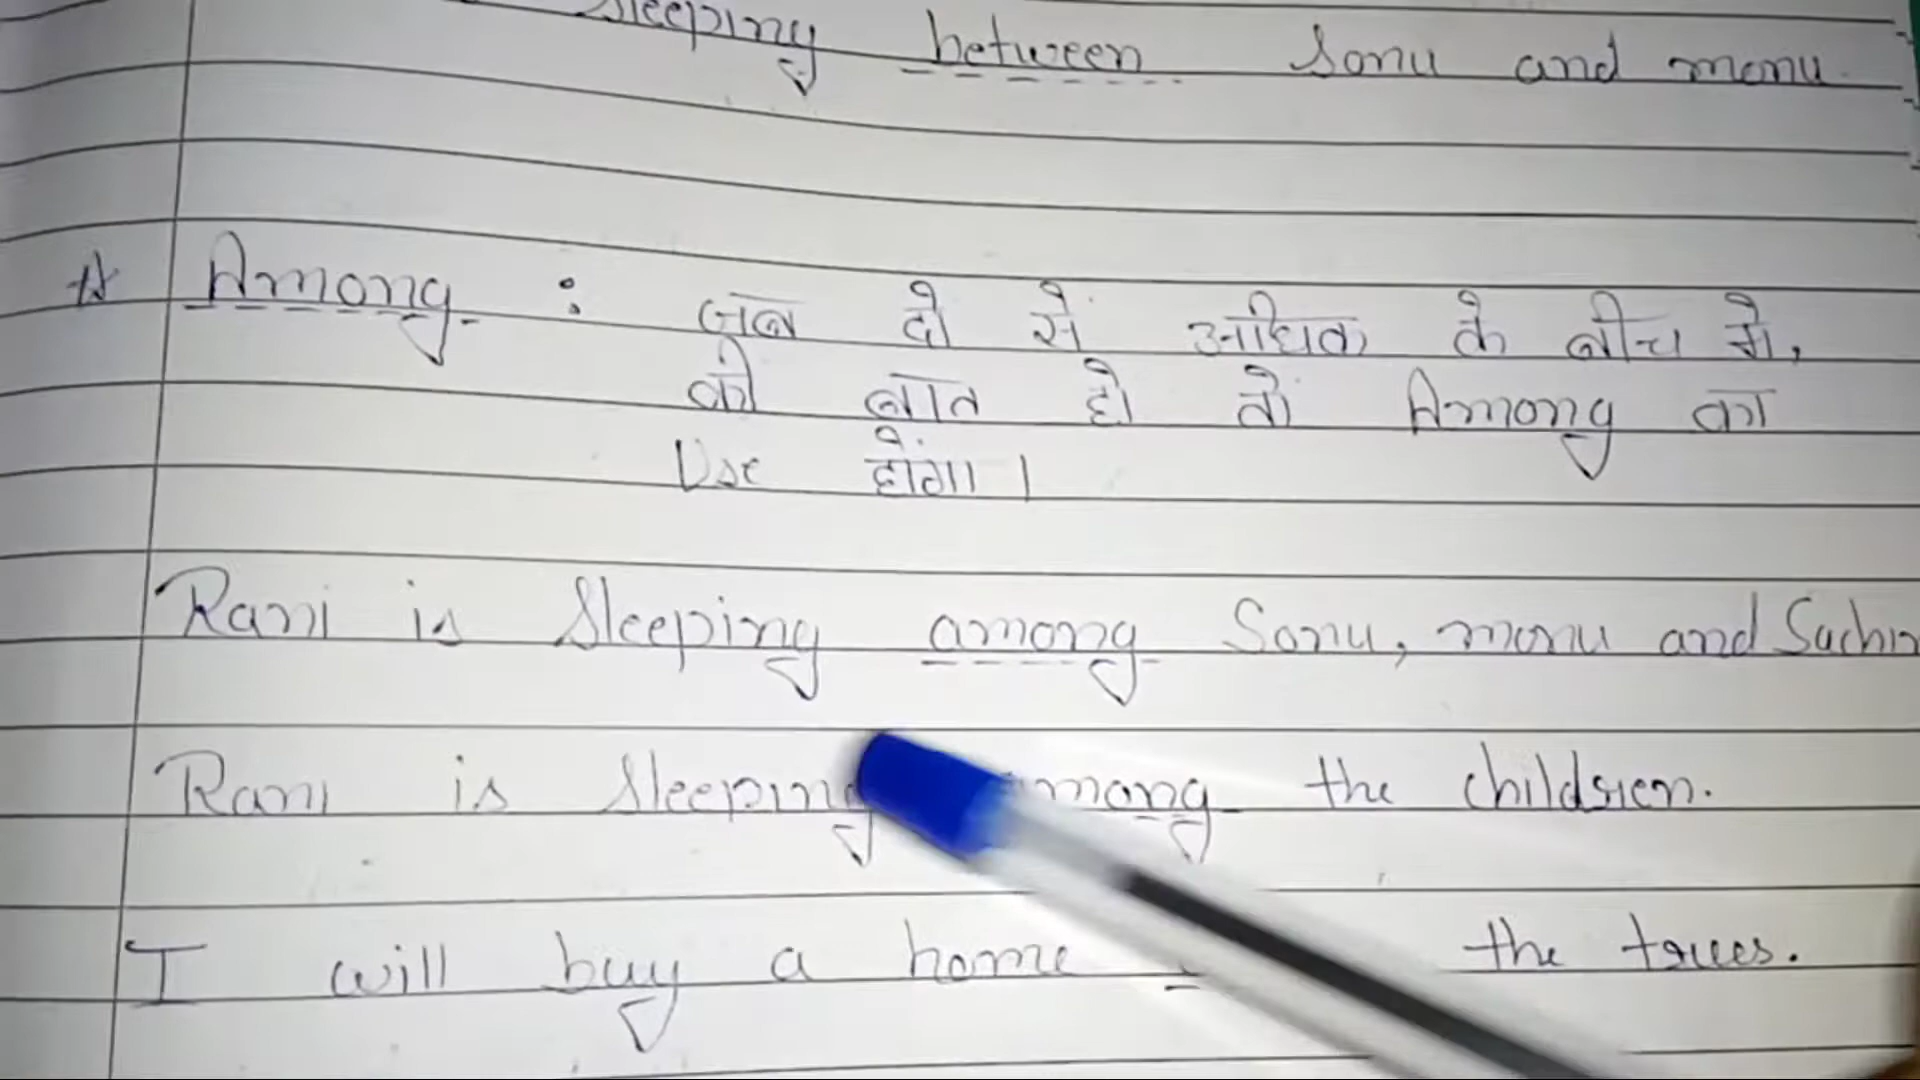 Sleeping between Sonu and monu
☆ Among : जब दो से अधिक के बीच में,
की बात हो तो Among का
Use होगा।
Rani is Sleeping among Sonu, monu and Sachin
Rani is Sleeping among the children.
I will buy a home the trees.